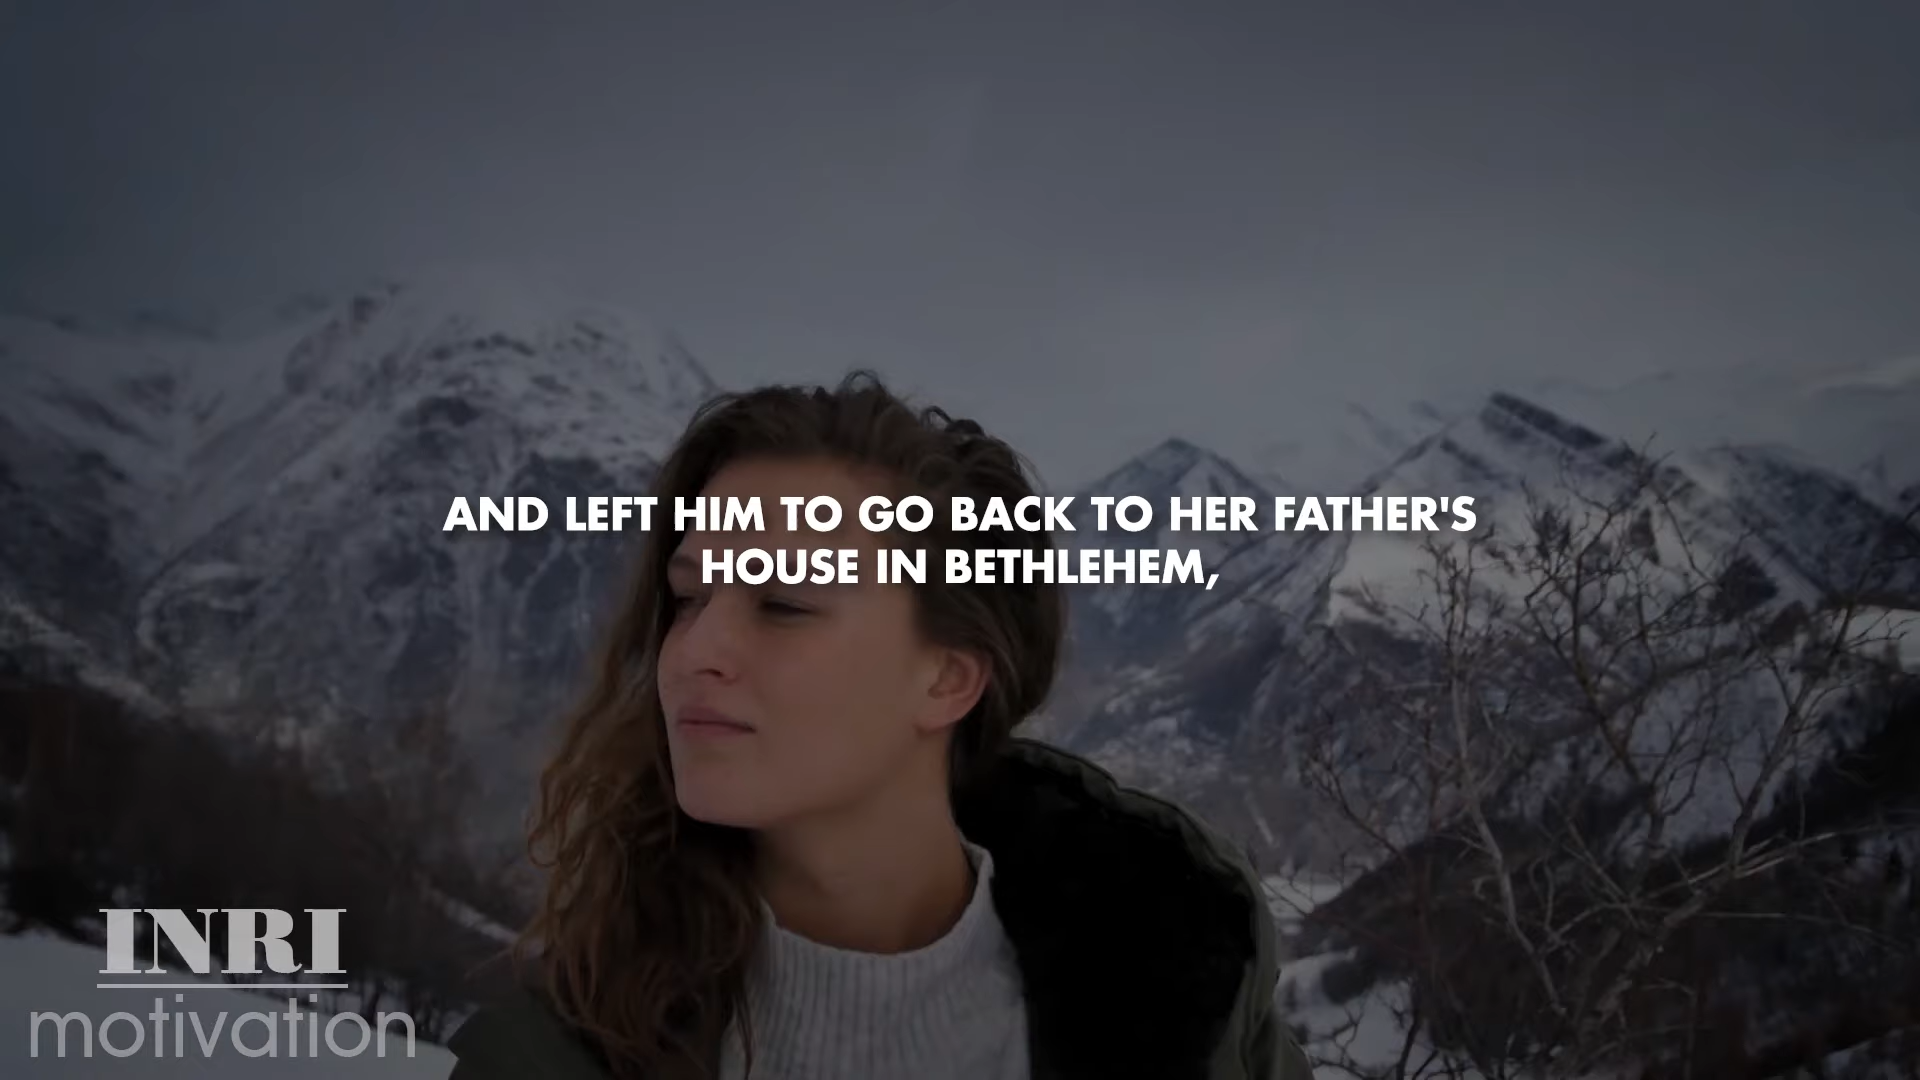 AND LEFT HIM TO GO BACK TO HER FATHER'S
HOUSE IN BETHLEHEM,
INRI
motivation